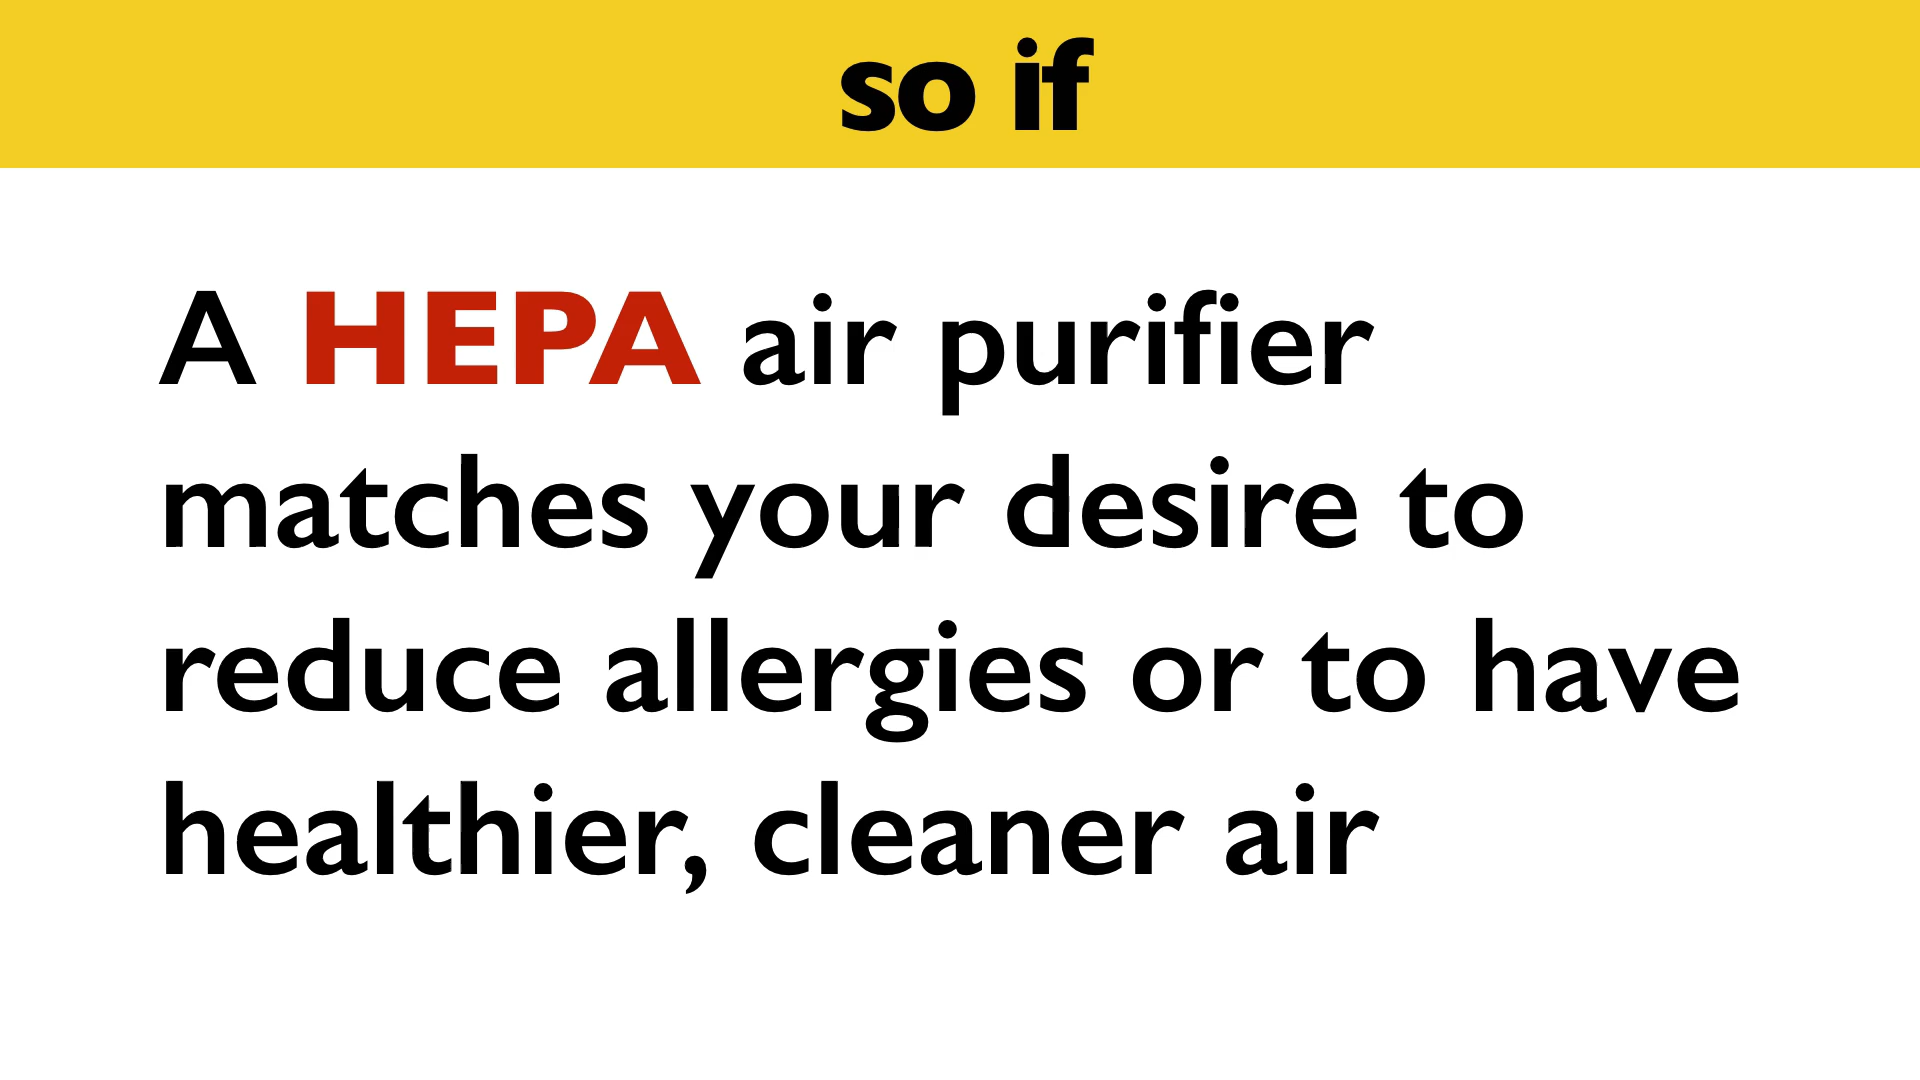 so if
A HEPA air purifier
matches your desire to
reduce allergies or to have
healthier, cleaner air